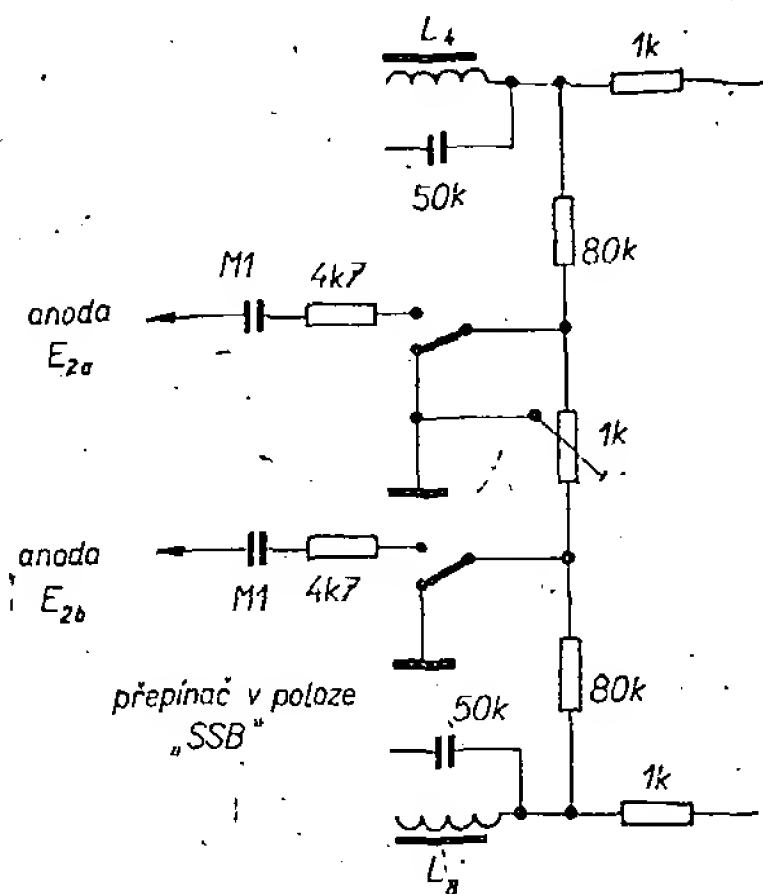 L₄
1k
50k
80k
M1
4k7
anoda
E₂ₐ
1k
anoda
E₂b
M1
4k7
80k
přepínač v poloze
„SSB“
50k
1k
L₈